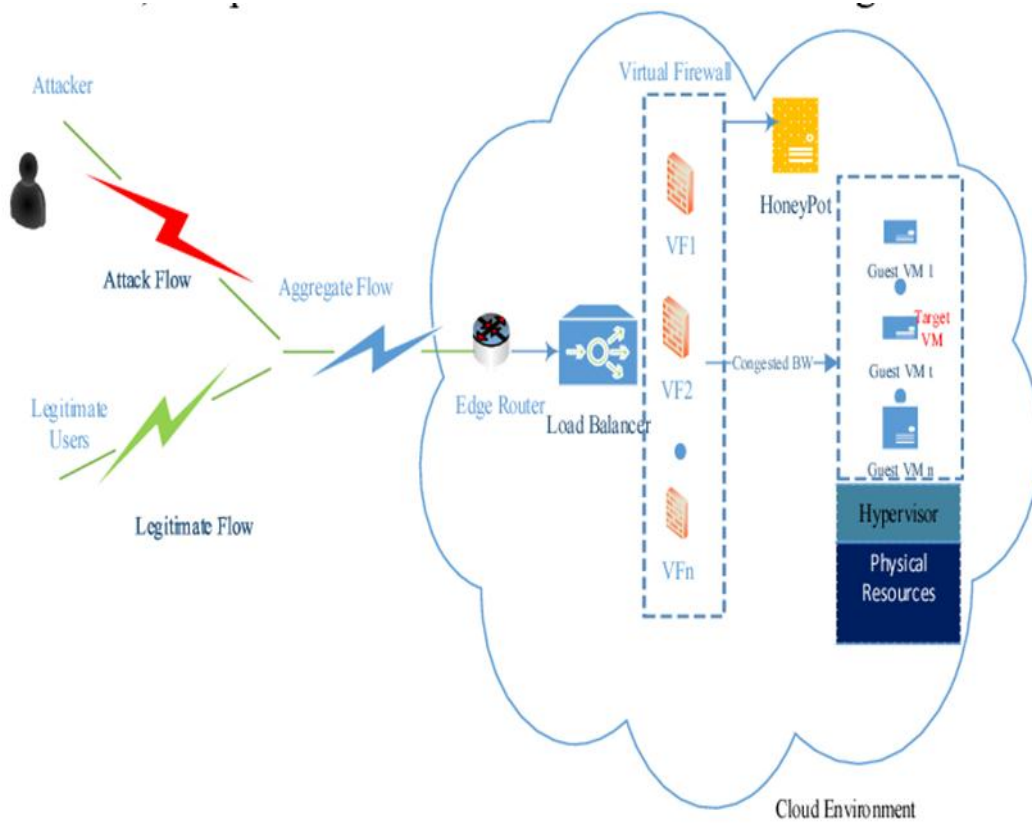 Attacker
Attack Flow
Aggregate Flow
Legitimate
Users
Legitimate Flow
Edge Router
Load Balancer
Virtual Firewall
VF1
VF2
VFn
HoneyPot
Congested BW
Guest VM 1
Target
VM
Guest VM t
Guest VM n
Hypervisor
Physical
Resources
Cloud Environment